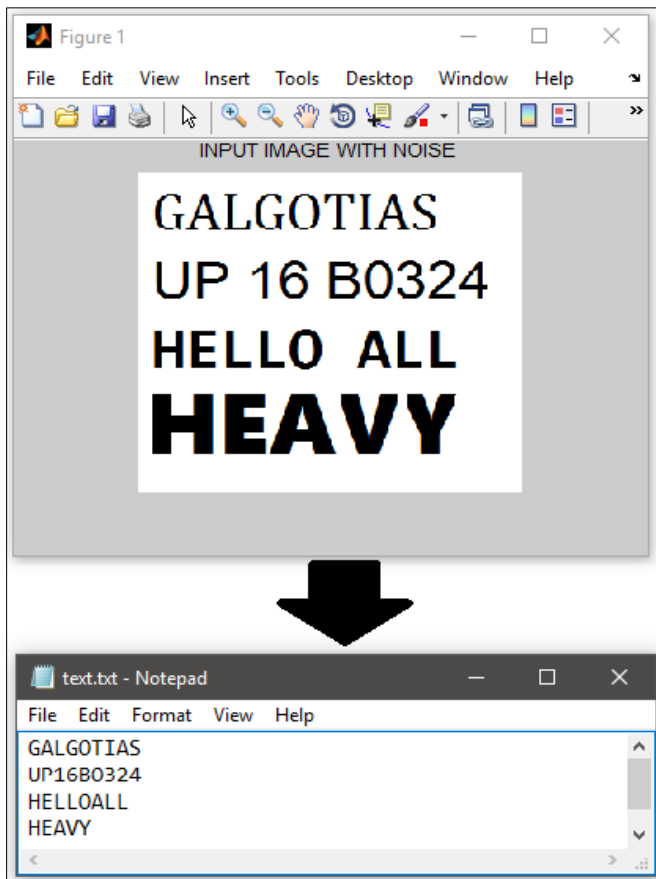 Figure 1
File Edit View Insert Tools Desktop Window Help
INPUT IMAGE WITH NOISE
GALGOTIAS
UP 16 B0324
HELLO ALL
HEAVY
text.txt - Notepad
File Edit Format View Help
GALGOTIAS
UP16B0324
HELLOALL
HEAVY